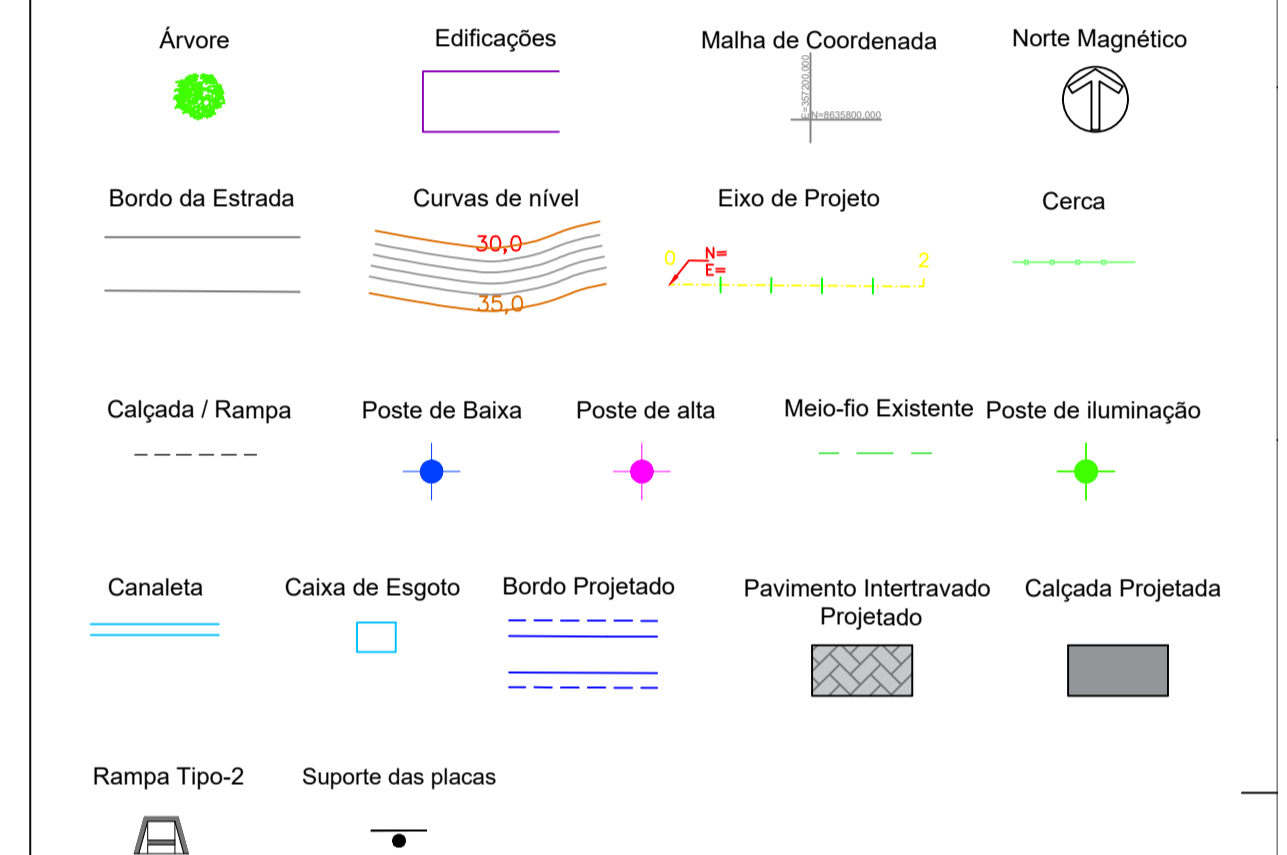 Árvore
Edificações
Malha de Coordenada
Norte Magnético
E=357200.000
N=8635800.000
Bordo da Estrada
Curvas de nível
Eixo de Projeto
Cerca
30,0
35,0
0
N=
E=
2
Calçada / Rampa
Poste de Baixa
Poste de alta
Meio-fio Existente
Poste de iluminação
Canaleta
Caixa de Esgoto
Bordo Projetado
Pavimento Intertravado
Projetado
Calçada Projetada
Rampa Tipo-2
Suporte das placas